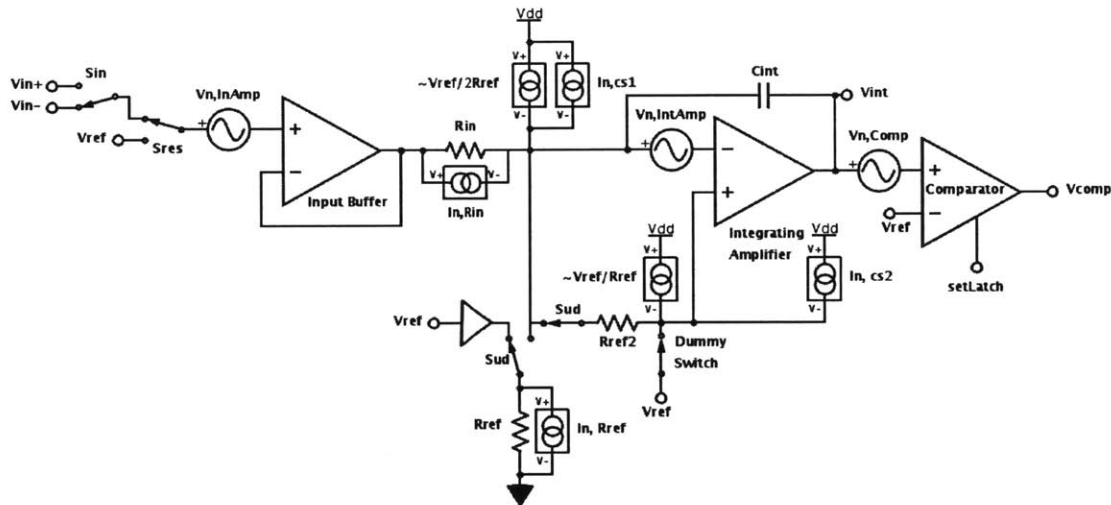 Vdd
V+
V+
~Vref/2Rref
In,cs1
V-
V-
Vin+
Sin
Vin-
Vn,InAmp
Vref
Sres
+
+
-
Input Buffer
Rin
V+
V-
In,Rin
Cint
Vint
Vn,IntAmp
+
-
+
Integrating
Amplifier
Vn,Comp
+
+
Comparator
-
Vref
Vcomp
setLatch
Vdd
V+
~Vref/Rref
V-
Vdd
V+
In, cs2
V-
Sud
Rref2
Dummy
Switch
Vref
Vref
Sud
V+
Rref
In, Rref
V-